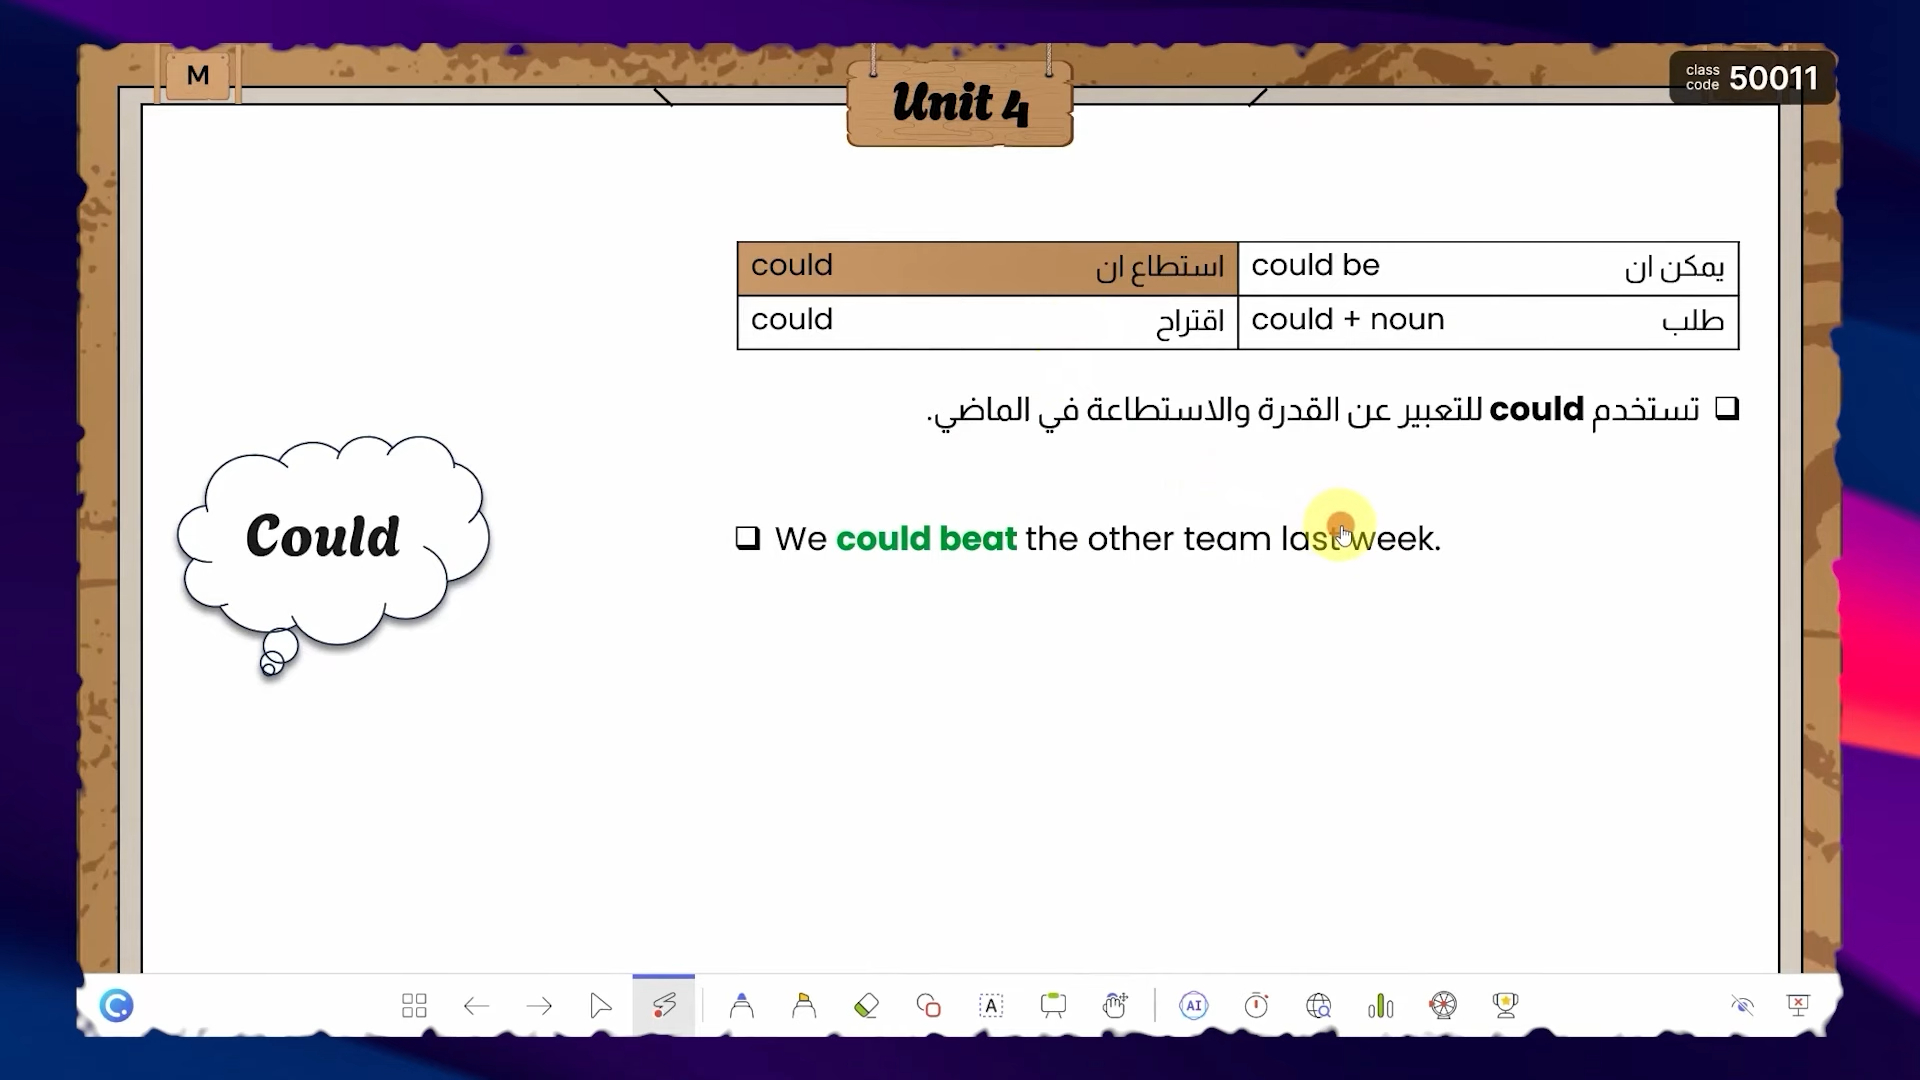 M
Unit 4
class code 50011
could استطاع ان could be يمكن ان
could اقتراح could + noun طلب
❑ تستخدم could للتعبير عن القدرة والاستطاعة في الماضي.
Could
❑ We could beat the other team last week.
A
AI